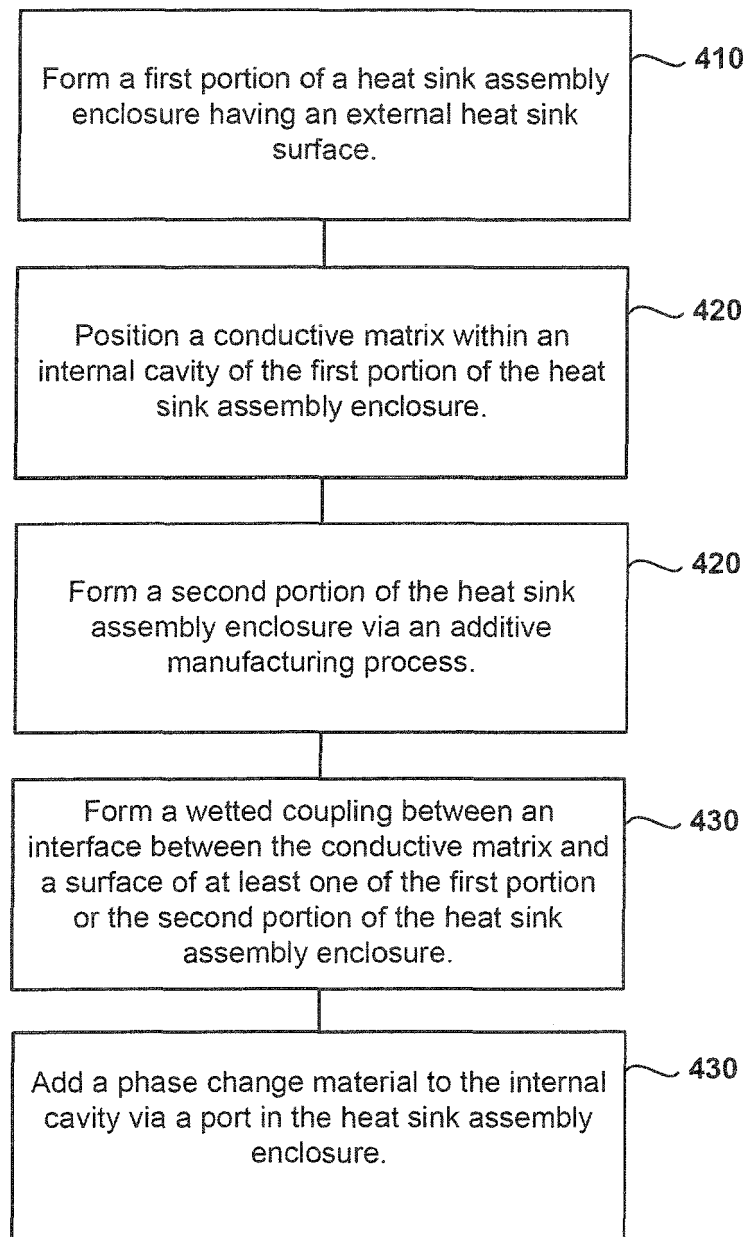 Form a first portion of a heat sink assembly
enclosure having an external heat sink
surface.
410
Position a conductive matrix within an
internal cavity of the first portion of the heat
sink assembly enclosure.
420
Form a second portion of the heat sink
assembly enclosure via an additive
manufacturing process.
420
Form a wetted coupling between an
interface between the conductive matrix and
a surface of at least one of the first portion
or the second portion of the heat sink
assembly enclosure.
430
Add a phase change material to the internal
cavity via a port in the heat sink assembly
enclosure.
430